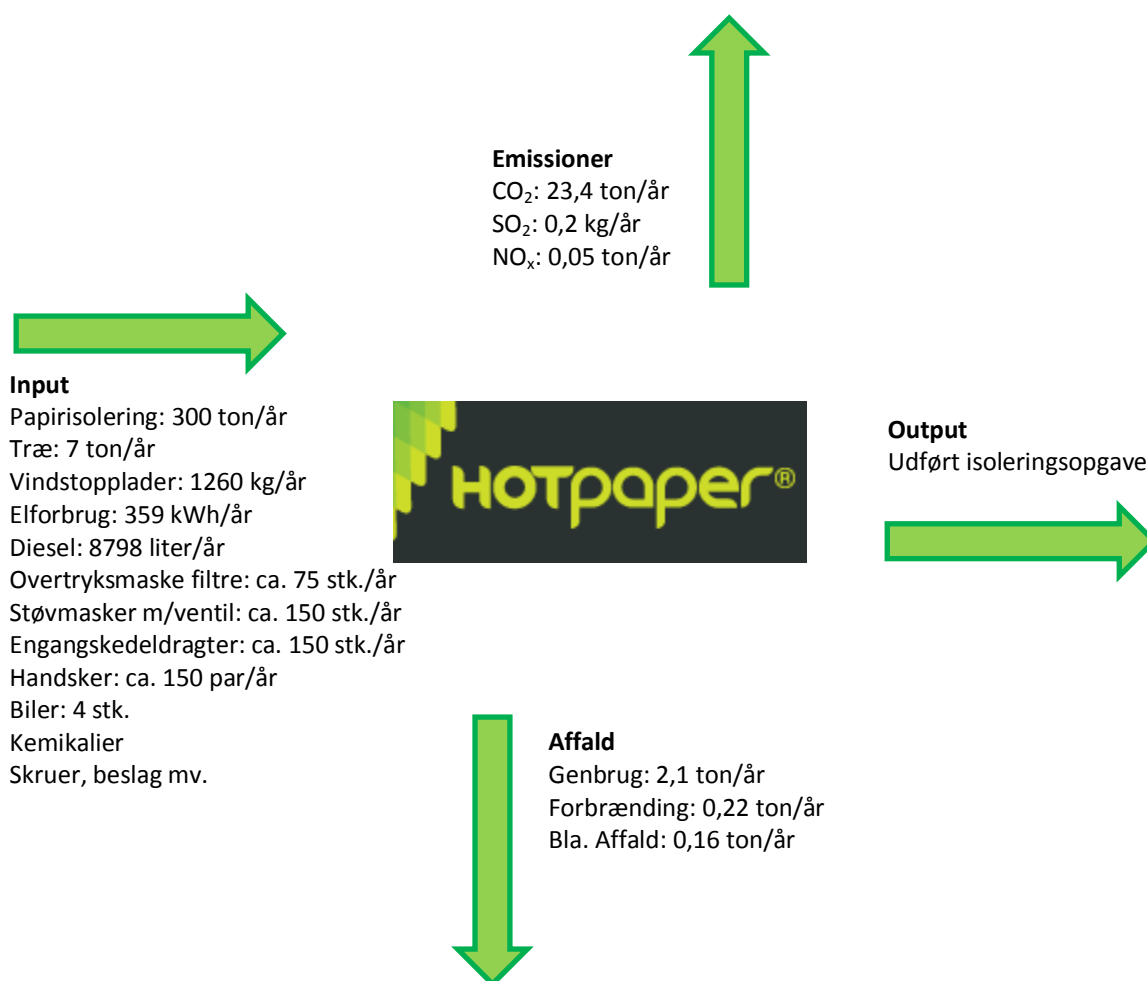 Emissioner
CO₂: 23,4 ton/år
SO₂: 0,2 kg/år
NOₓ: 0,05 ton/år
Input
Papirisolering: 300 ton/år
Træ: 7 ton/år
Vindstopplader: 1260 kg/år
Elforbrug: 359 kWh/år
Diesel: 8798 liter/år
Overtryksmaske filtre: ca. 75 stk./år
Støvmasker m/ventil: ca. 150 stk./år
Engangskedeldragter: ca. 150 stk./år
Handsker: ca. 150 par/år
Biler: 4 stk.
Kemikalier
Skruer, beslag mv.
HOTpaper®
Output
Udført isoleringsopgave
Affald
Genbrug: 2,1 ton/år
Forbrænding: 0,22 ton/år
Bla. Affald: 0,16 ton/år